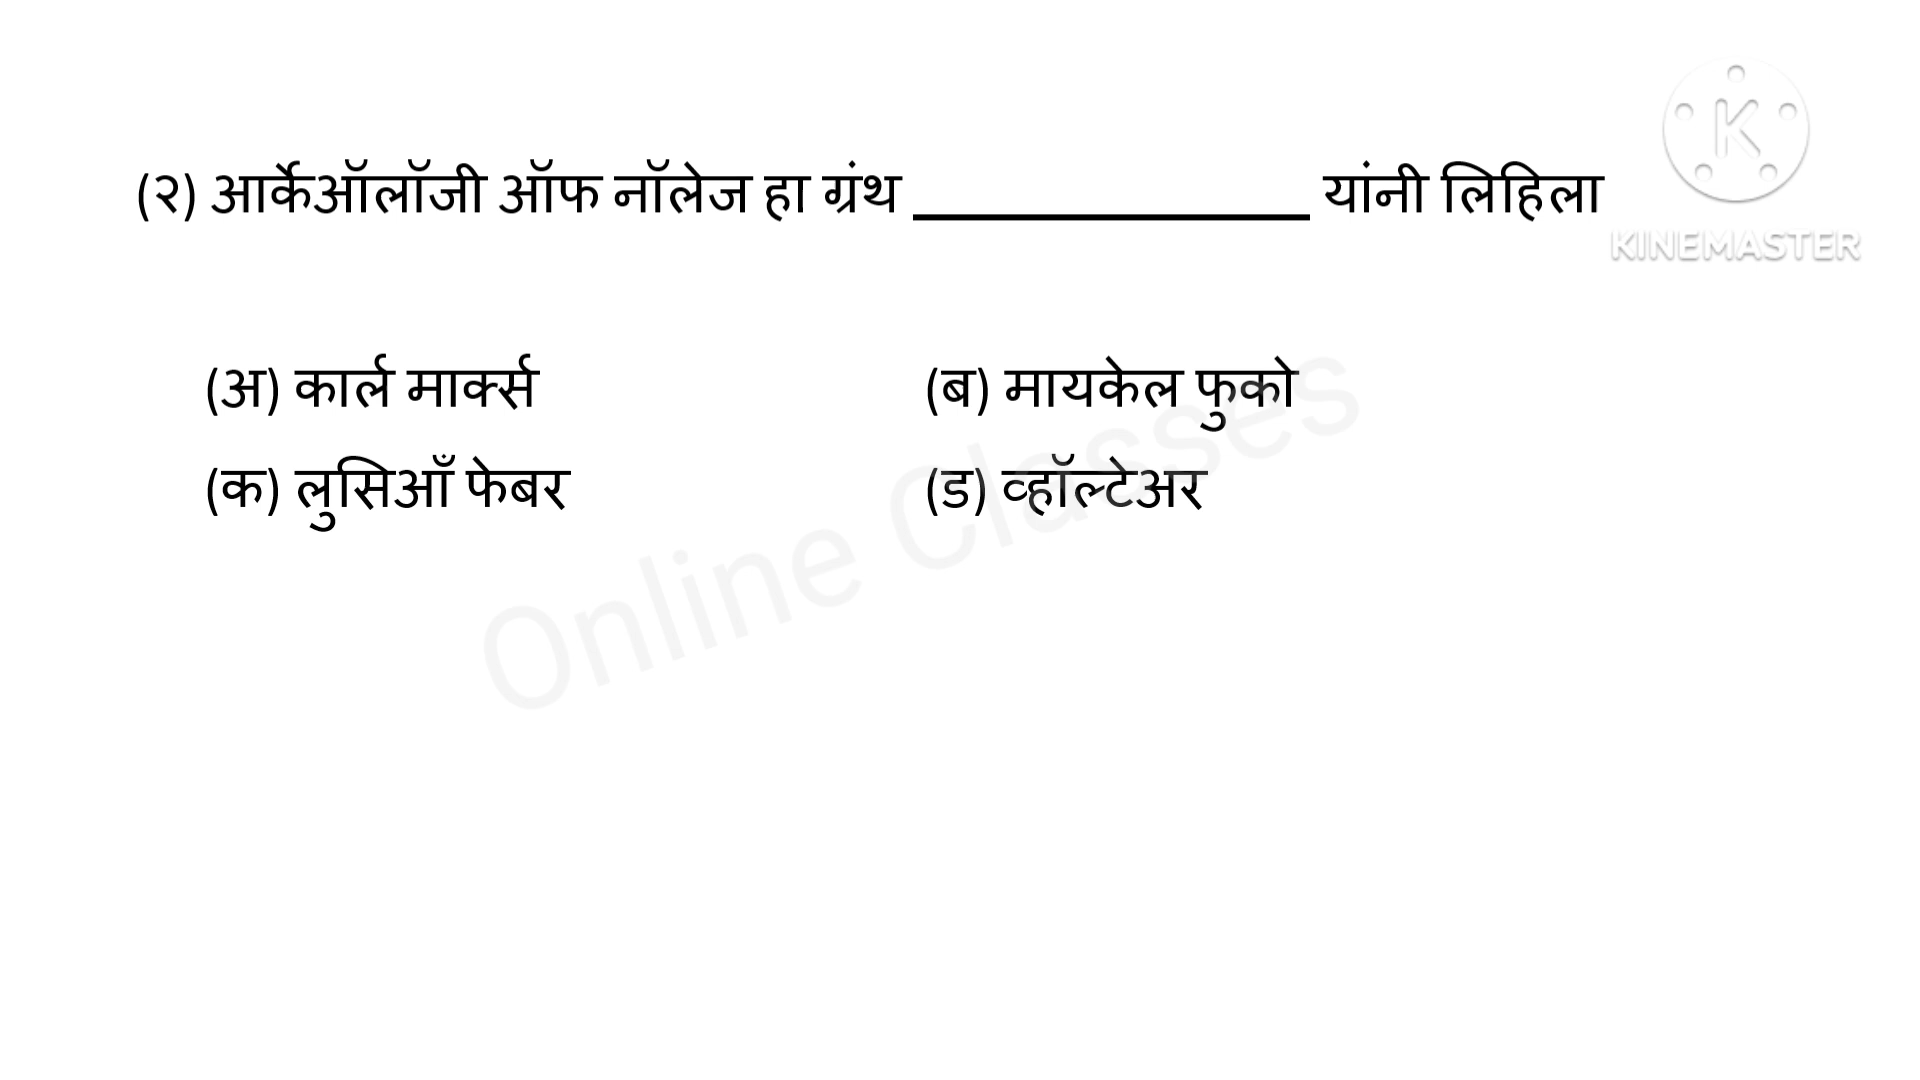 (२) आर्केऑलॉजी ऑफ नॉलेज हा ग्रंथ ______________ यांनी लिहिला
K
KINEMASTER
(अ) कार्ल मार्क्स (ब) मायकेल फुको
(क) लुसिआँ फेबर (ड) व्हॉल्टेअर
Online Classes